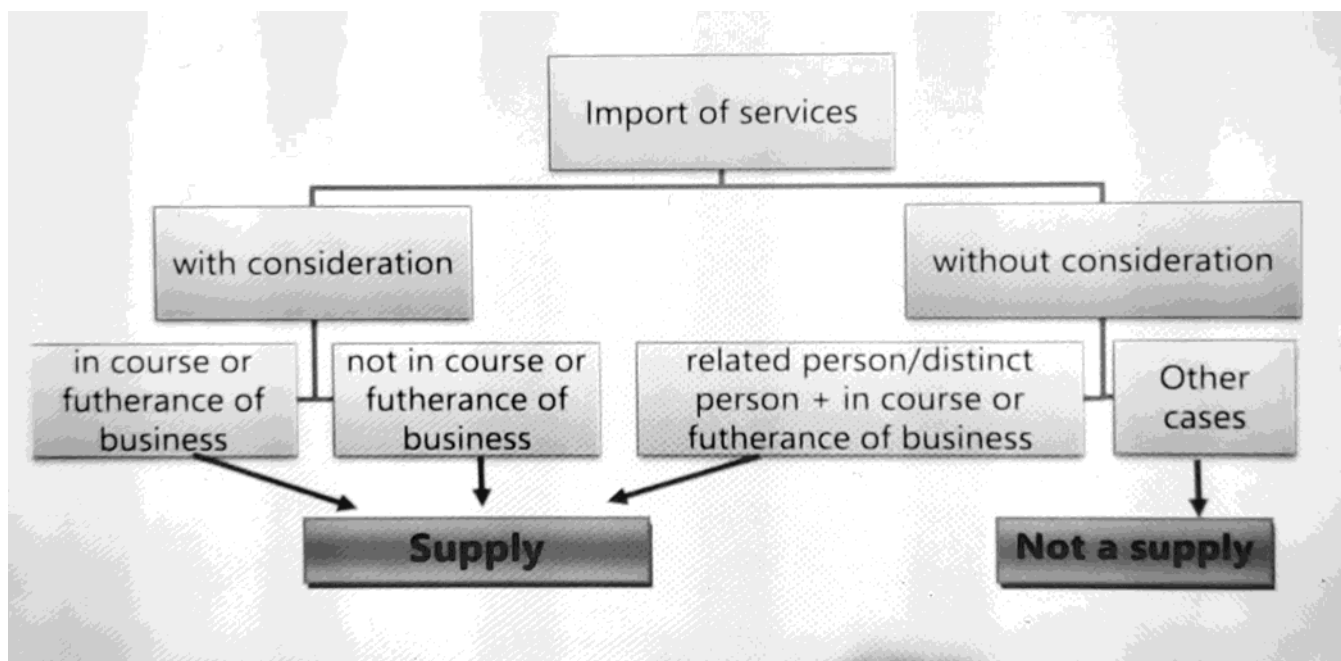 Import of services
with consideration
without consideration
in course or
futherance of
business
not in course or
futherance of
business
related person/distinct
person + in course or
futherance of business
Other
cases
Supply
Not a supply